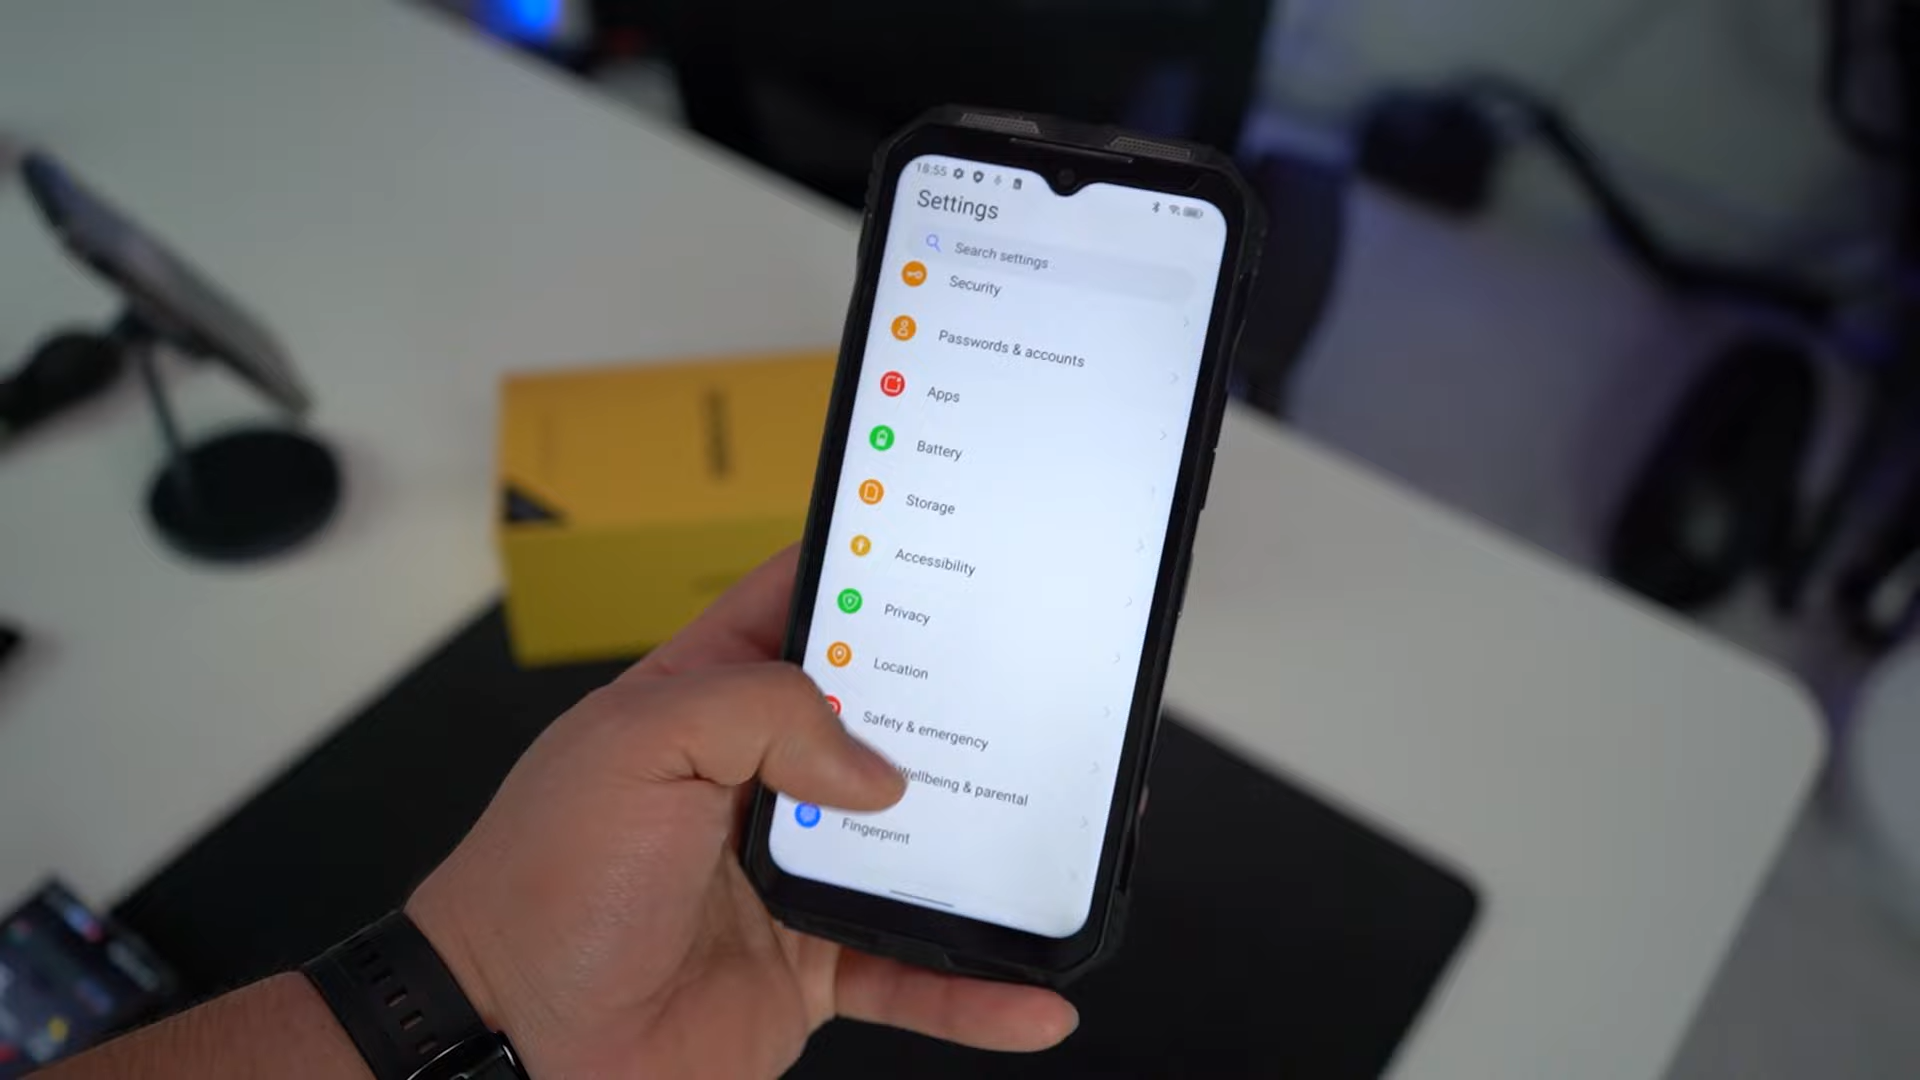 18:55
Settings
Search settings
Security
Passwords & accounts
Apps
Battery
Storage
Accessibility
Privacy
Location
Safety & emergency
Wellbeing & parental
Fingerprint